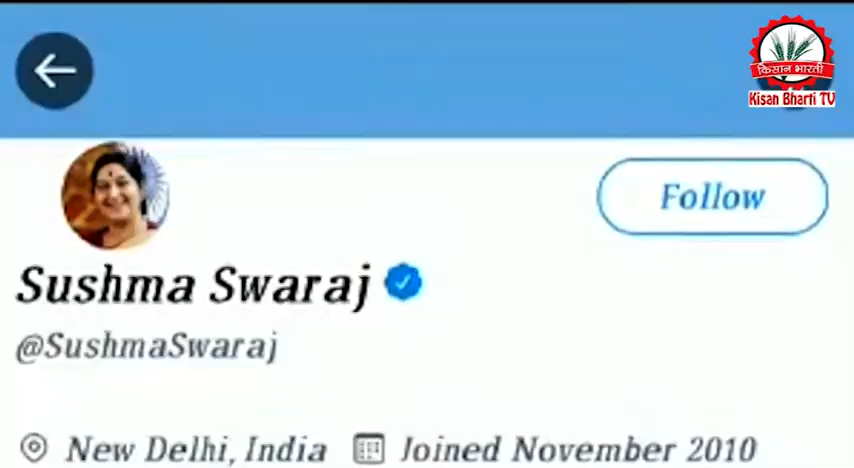 किसान भारती
Kisan Bharti TV
Follow
Sushma Swaraj
@SushmaSwaraj
New Delhi, India Joined November 2010